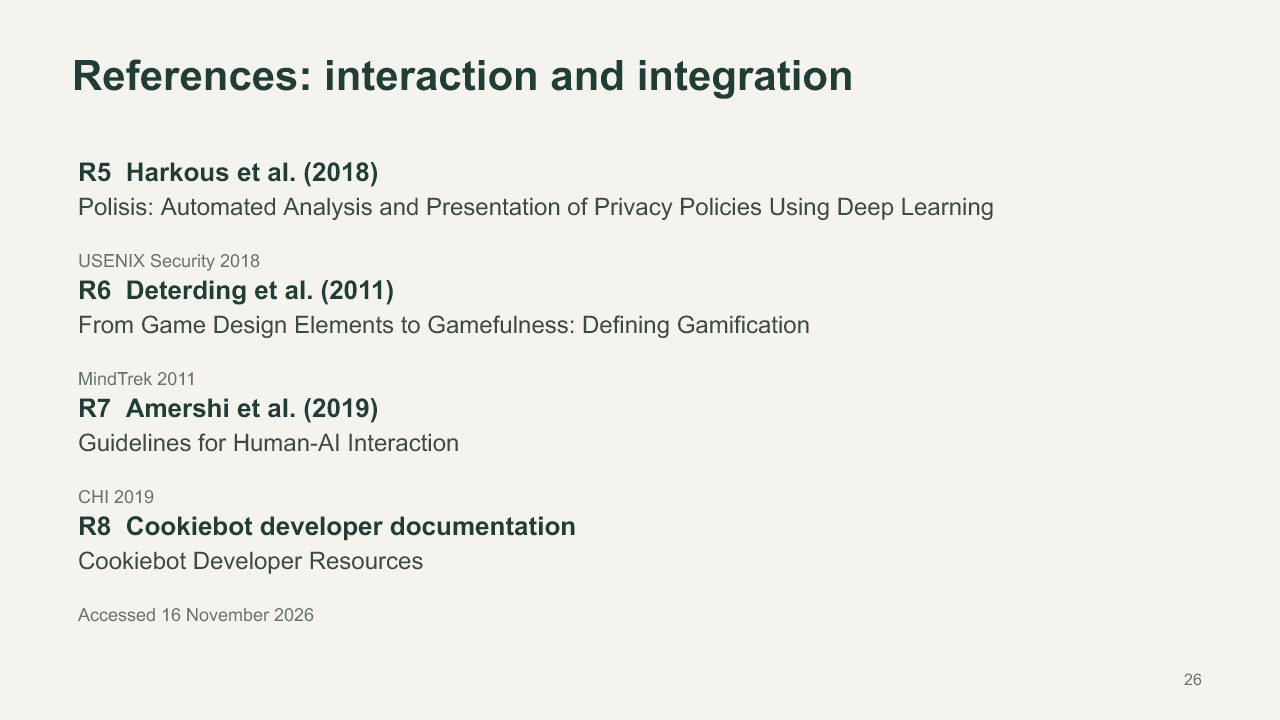 References: interaction and integration
R5 Harkous et al. (2018)
Polisis: Automated Analysis and Presentation of Privacy Policies Using Deep Learning
USENIX Security 2018
R6 Deterding et al. (2011)
From Game Design Elements to Gamefulness: Defining Gamification
MindTrek 2011
R7 Amershi et al. (2019)
Guidelines for Human-AI Interaction
CHI 2019
R8 Cookiebot developer documentation
Cookiebot Developer Resources
Accessed 16 November 2026
26